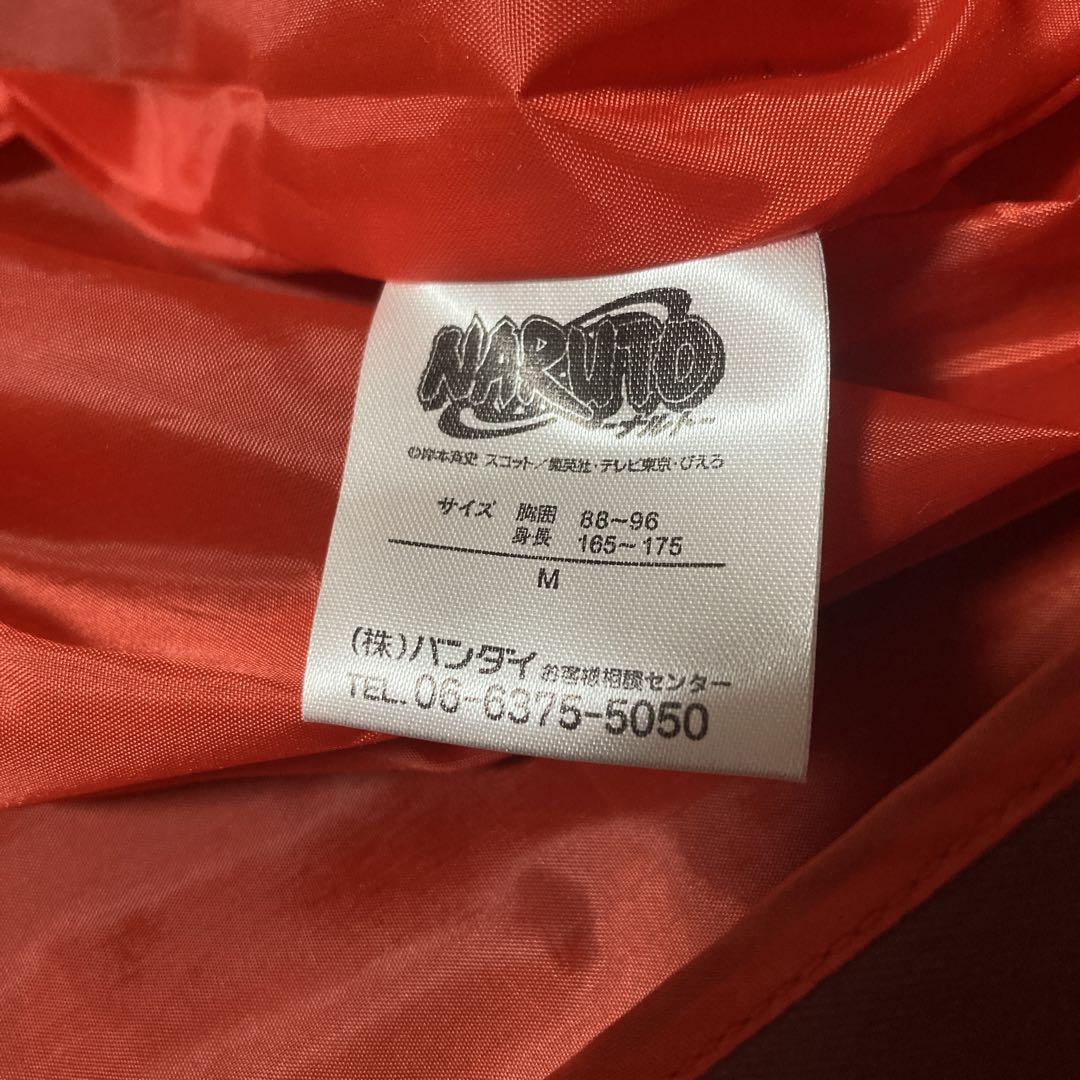 NARUTO
ーナルトー
©岸本斉史 スコット／集英社・テレビ東京・ぴえろ
サイズ 胸囲 88～96
身長 165～175
M
(株)バンダイ お客様相談センター
TEL. 06-6375-5050